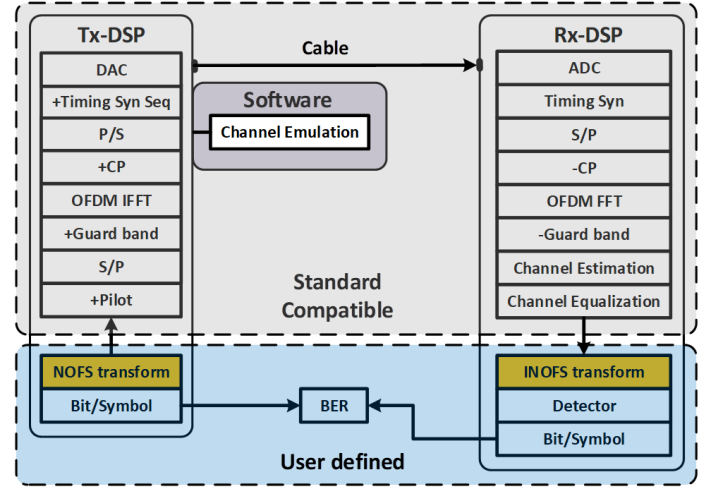 Tx-DSP
DAC
+Timing Syn Seq
P/S
+CP
OFDM IFFT
+Guard band
S/P
+Pilot
NOFS transform
Bit/Symbol
Cable
Software
Channel Emulation
Standard
Compatible
BER
User defined
Rx-DSP
ADC
Timing Syn
S/P
-CP
OFDM FFT
-Guard band
Channel Estimation
Channel Equalization
INOFS transform
Detector
Bit/Symbol